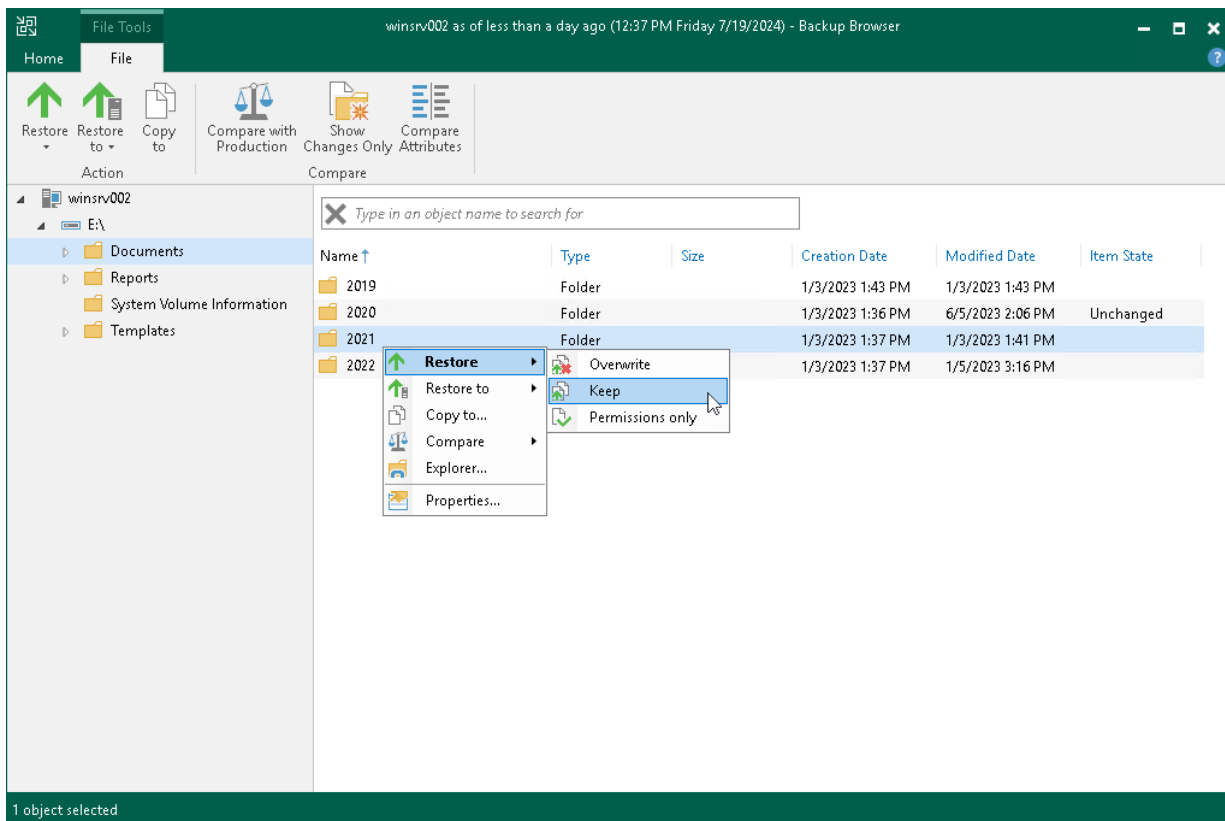 File Tools
winsrv002 as of less than a day ago (12:37 PM Friday 7/19/2024) - Backup Browser
Home File
Restore Restore to Copy to Compare with Production Show Changes Only Compare Attributes
Action Compare
winsrv002
E:\
Documents
Reports
System Volume Information
Templates
Type in an object name to search for
Name Type Size Creation Date Modified Date Item State
2019 Folder 1/3/2023 1:43 PM 1/3/2023 1:43 PM
2020 Folder 1/3/2023 1:36 PM 6/5/2023 2:06 PM Unchanged
2021 Folder 1/3/2023 1:37 PM 1/3/2023 1:41 PM
2022 1/3/2023 1:37 PM 1/5/2023 3:16 PM
Restore
Restore to
Copy to...
Compare
Explorer...
Properties...
Overwrite
Keep
Permissions only
1 object selected